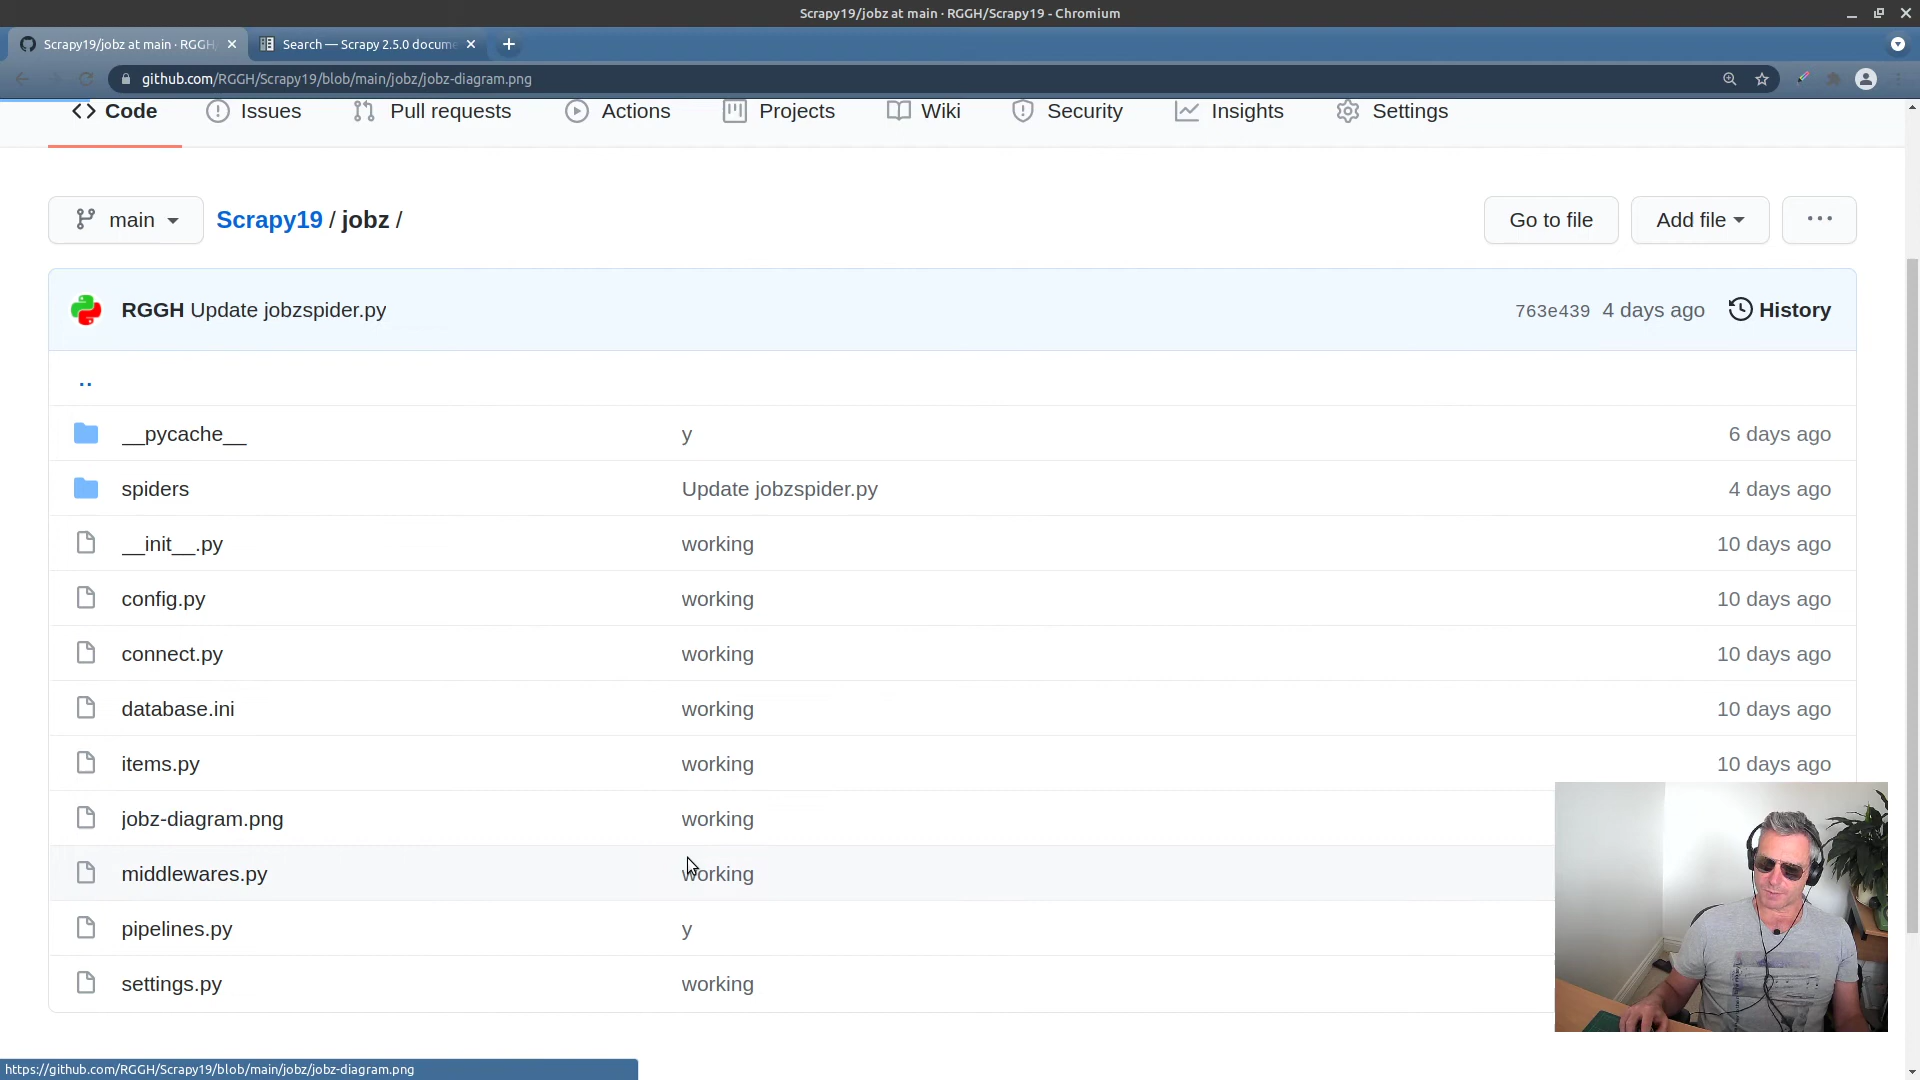 Scrapy19/jobz at main · RGGH/Scrapy19 - Chromium
Scrapy19/jobz at main · RGGH/
Search — Scrapy 2.5.0 docume
github.com/RGGH/Scrapy19/blob/main/jobz/jobz-diagram.png
Code
Issues
Pull requests
Actions
Projects
Wiki
Security
Insights
Settings
main
Scrapy19 / jobz /
Go to file
Add file
RGGH Update jobzspider.py
763e439
4 days ago
History
..
__pycache__
y
6 days ago
spiders
Update jobzspider.py
4 days ago
__init__.py
working
10 days ago
config.py
working
10 days ago
connect.py
working
10 days ago
database.ini
working
10 days ago
items.py
working
10 days ago
jobz-diagram.png
working
middlewares.py
working
pipelines.py
y
settings.py
working
https://github.com/RGGH/Scrapy19/blob/main/jobz/jobz-diagram.png